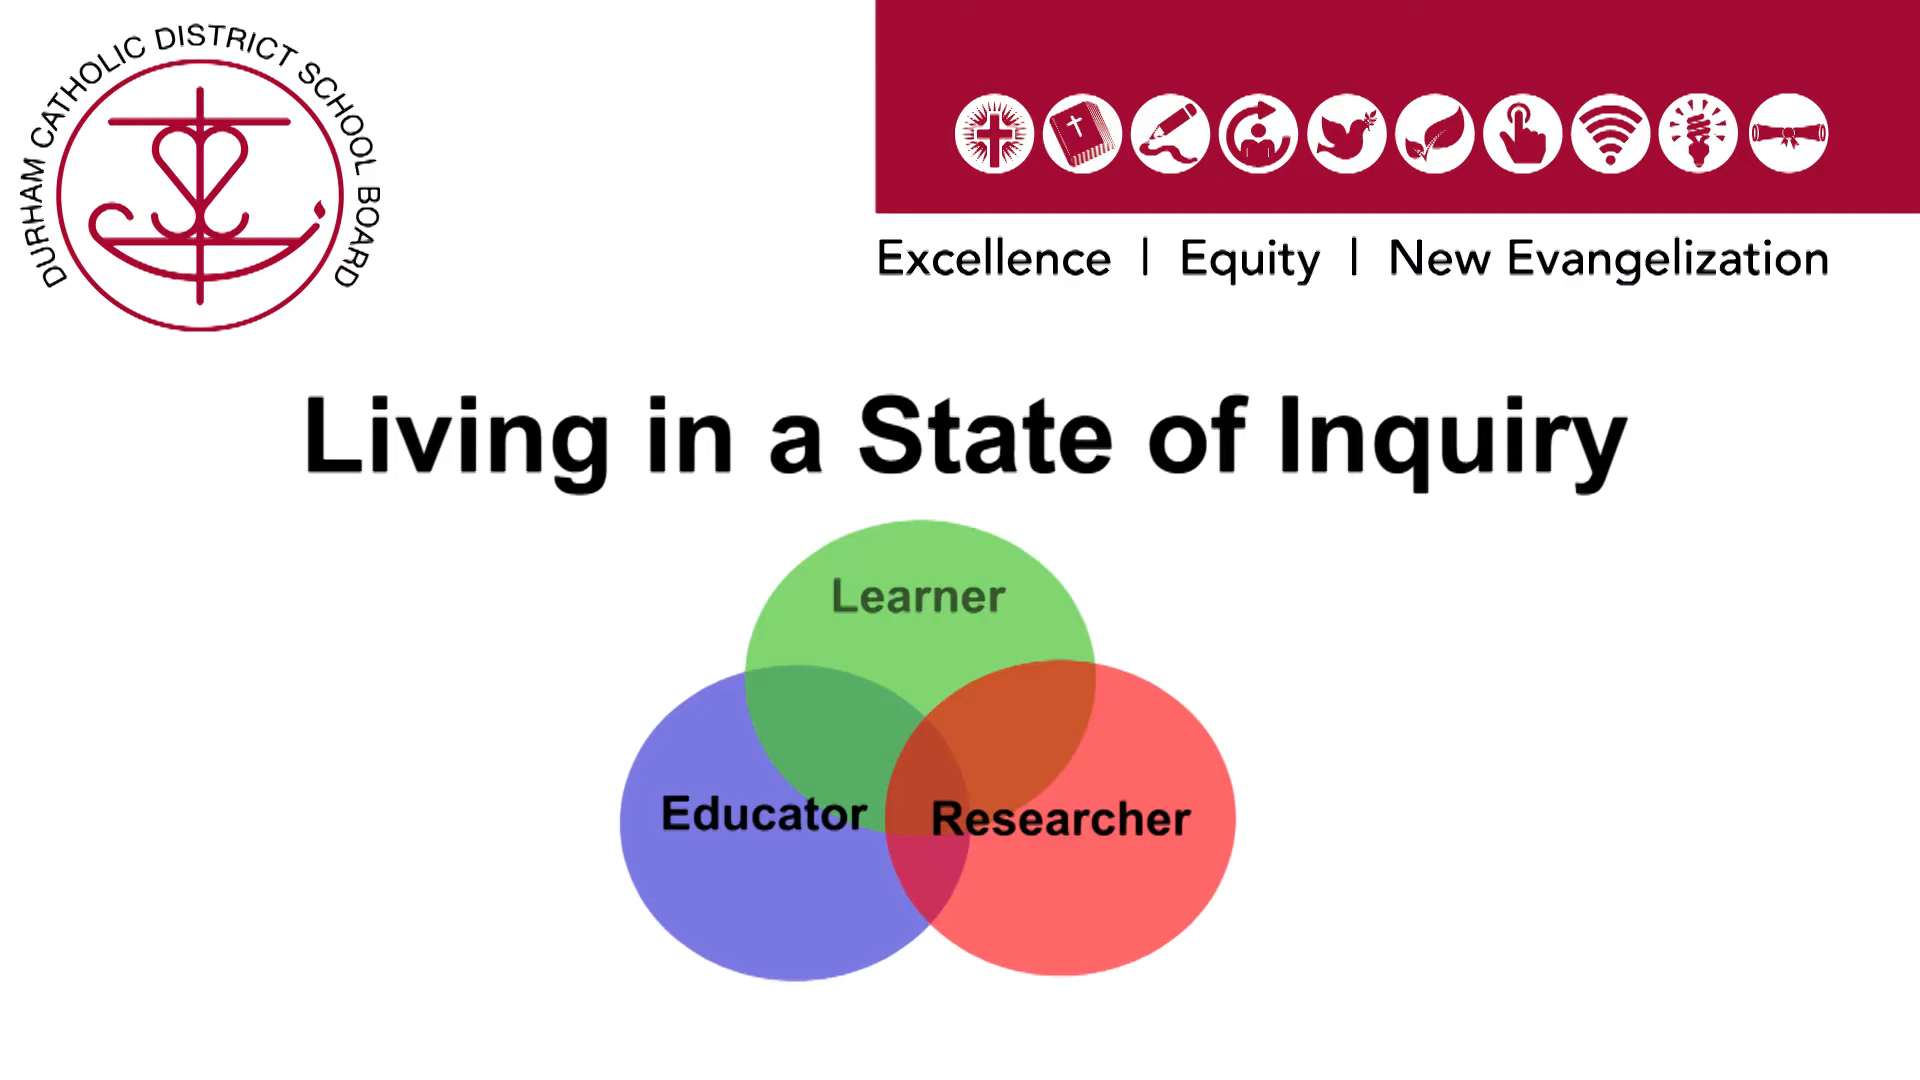 DURHAM CATHOLIC DISTRICT SCHOOL BOARD
Excellence | Equity | New Evangelization
Living in a State of Inquiry
Learner
Educator
Researcher